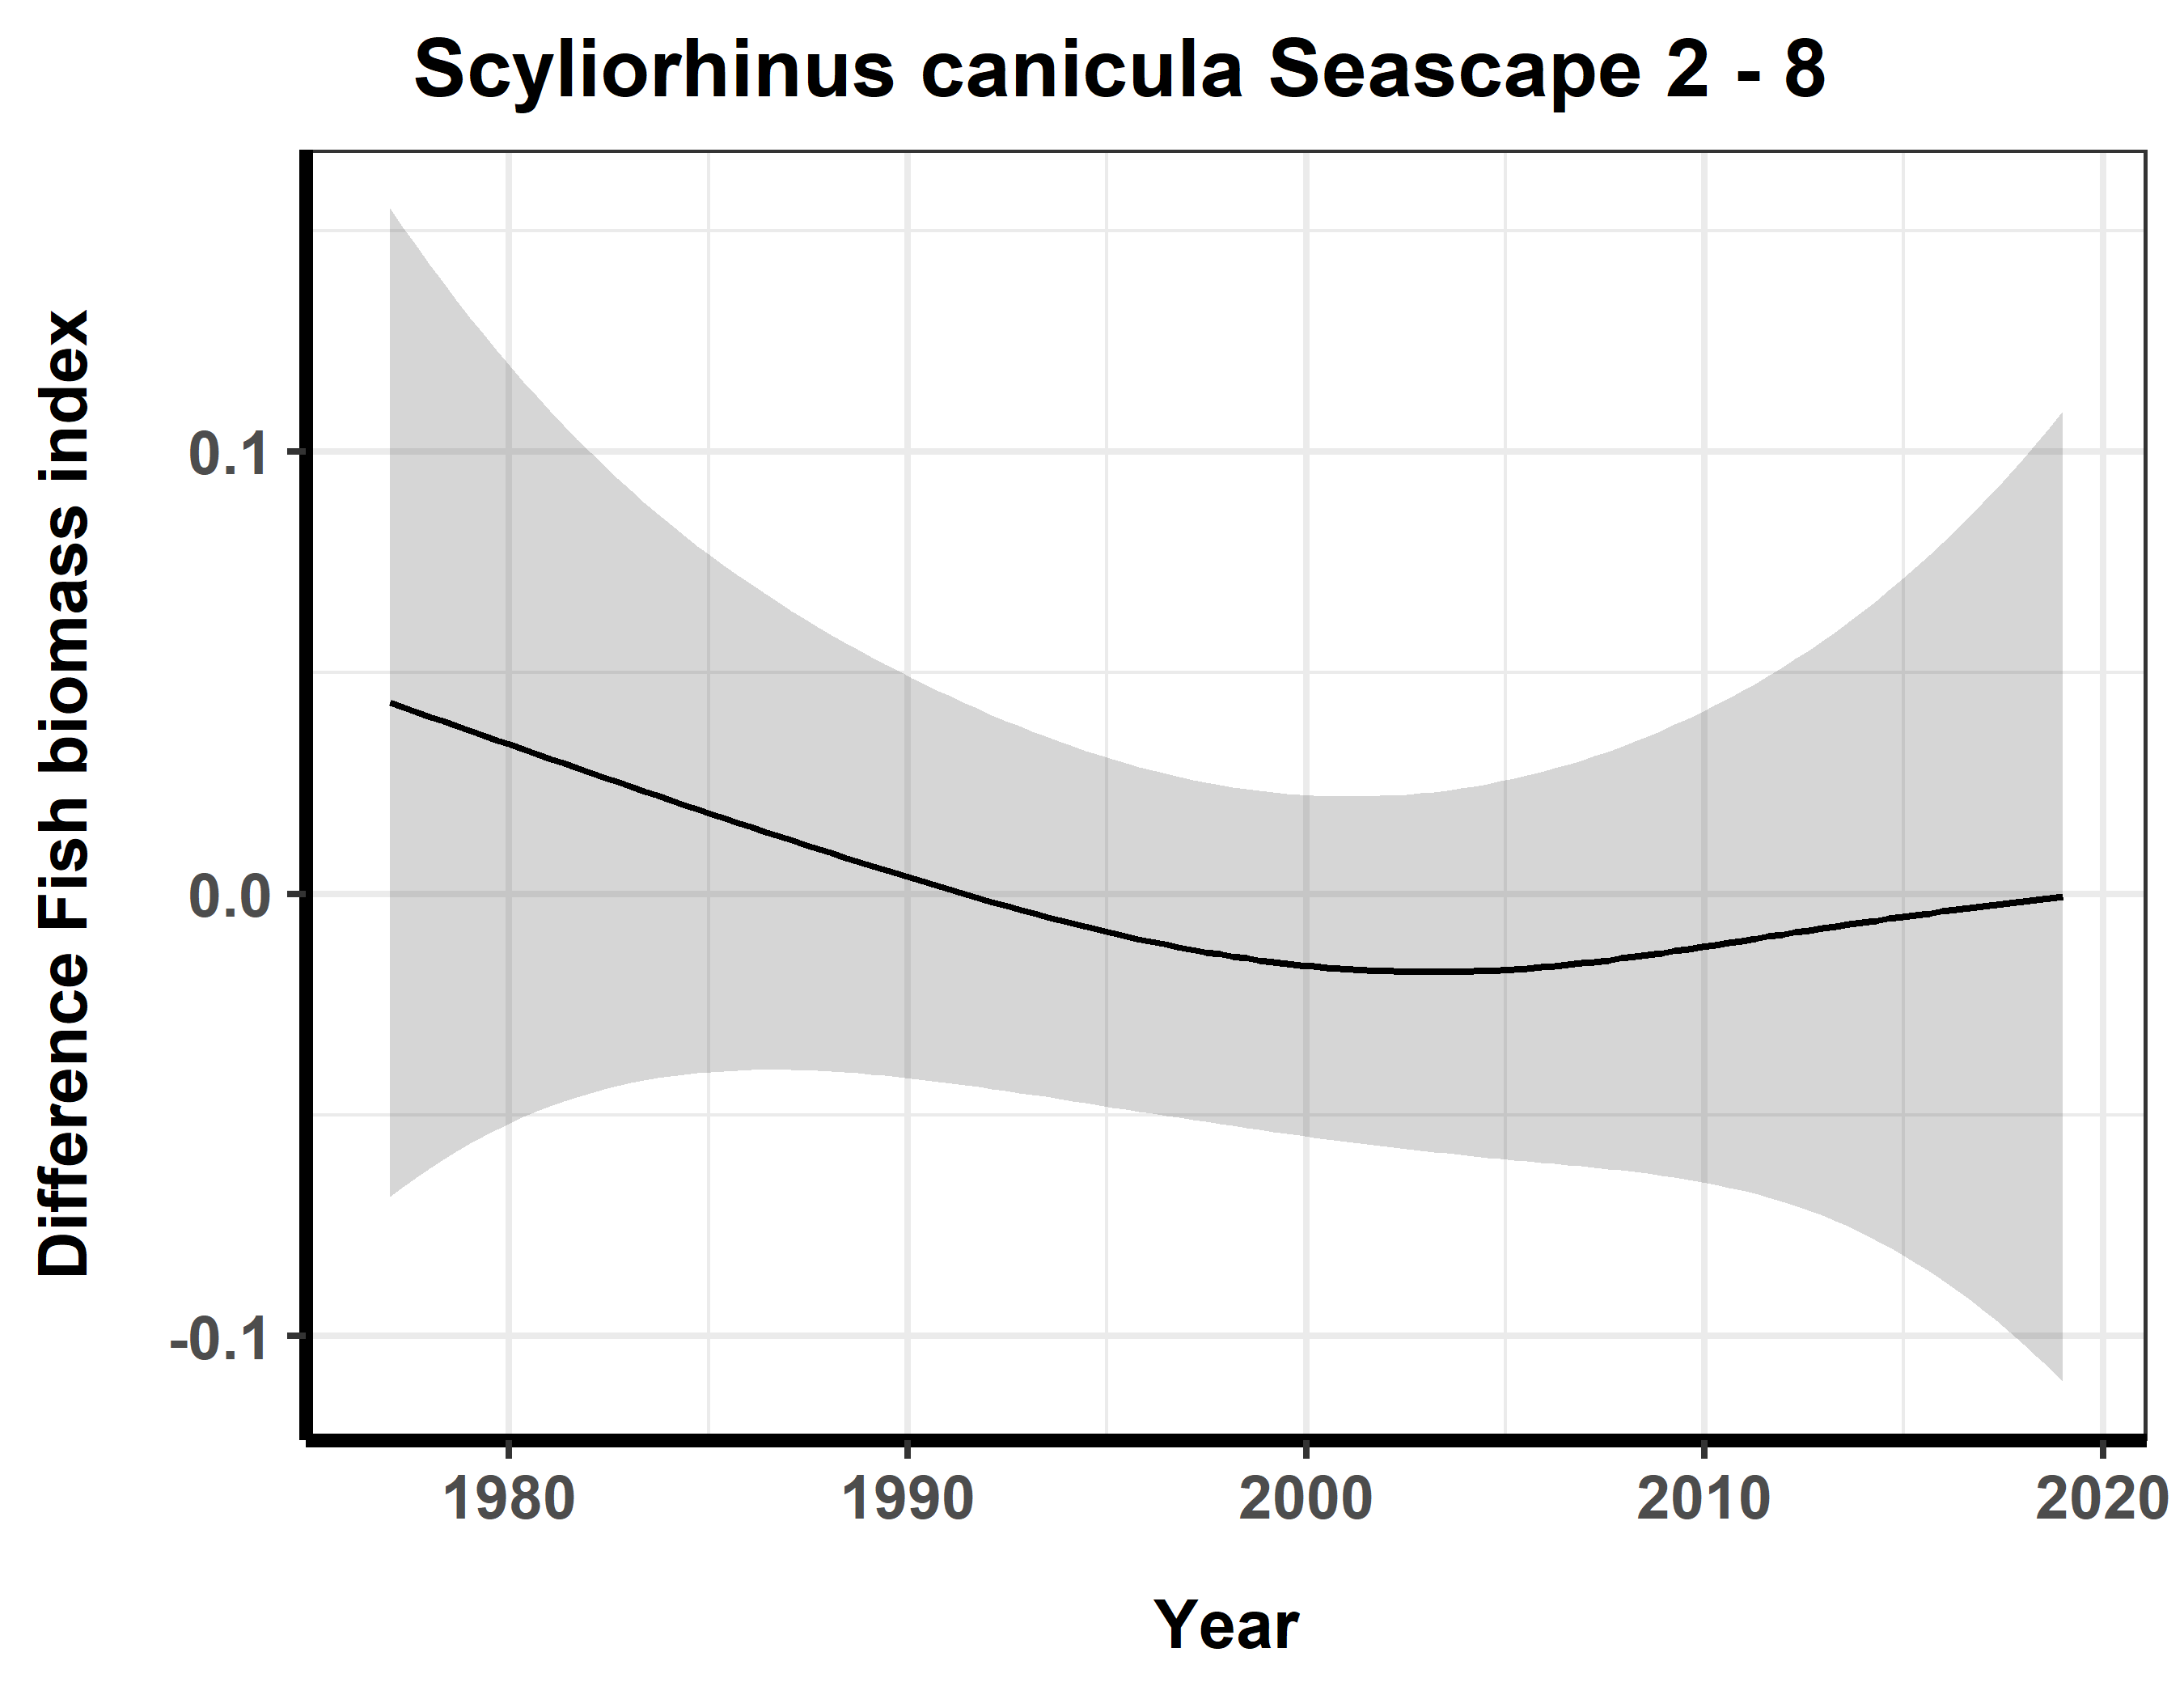 Scyliorhinus canicula Seascape 2 - 8
Difference Fish biomass index
0.1
0.0
-0.1
1980 1990 2000 2010 2020
Year